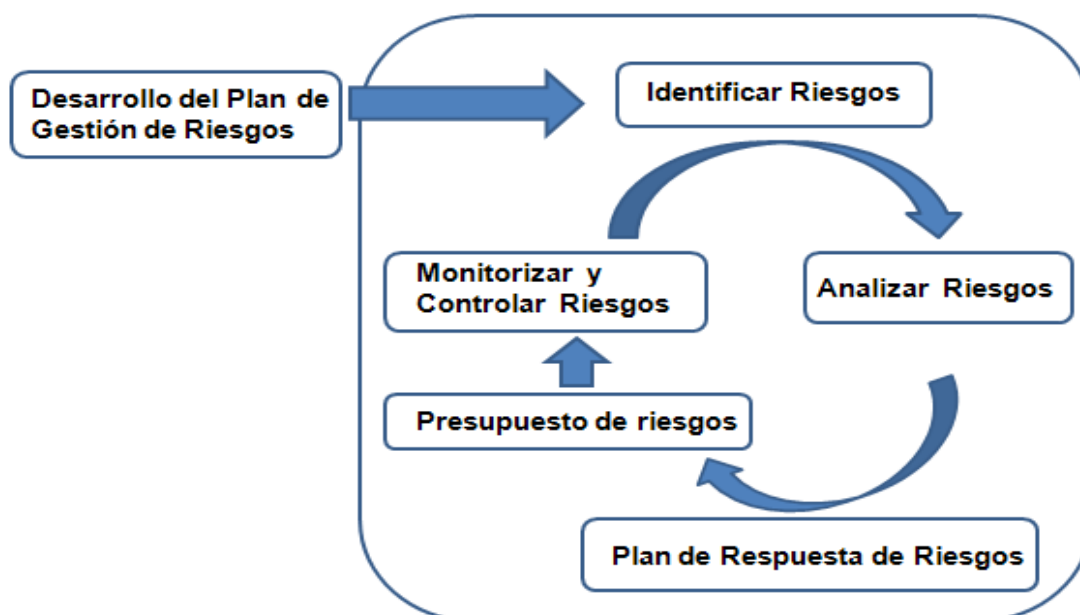 Desarrollo del Plan de
Gestión de Riesgos
Identificar Riesgos
Analizar Riesgos
Plan de Respuesta de Riesgos
Presupuesto de riesgos
Monitorizar y
Controlar Riesgos